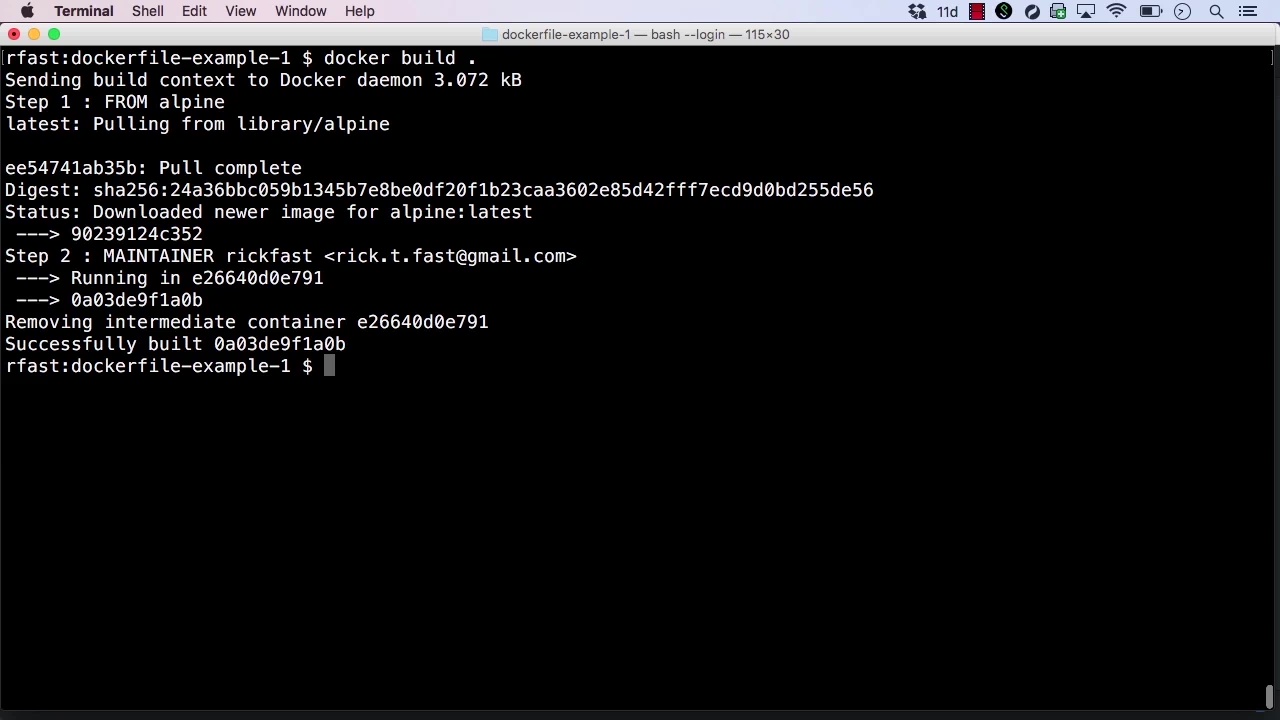 Terminal Shell Edit View Window Help 11d
dockerfile-example-1 — bash --login — 115×30
rfast:dockerfile-example-1 $ docker build .
Sending build context to Docker daemon 3.072 kB
Step 1 : FROM alpine
latest: Pulling from library/alpine
ee54741ab35b: Pull complete
Digest: sha256:24a36bbc059b1345b7e8be0df20f1b23caa3602e85d42fff7ecd9d0bd255de56
Status: Downloaded newer image for alpine:latest
---> 90239124c352
Step 2 : MAINTAINER rickfast <rick.t.fast@gmail.com>
---> Running in e26640d0e791
---> 0a03de9f1a0b
Removing intermediate container e26640d0e791
Successfully built 0a03de9f1a0b
rfast:dockerfile-example-1 $